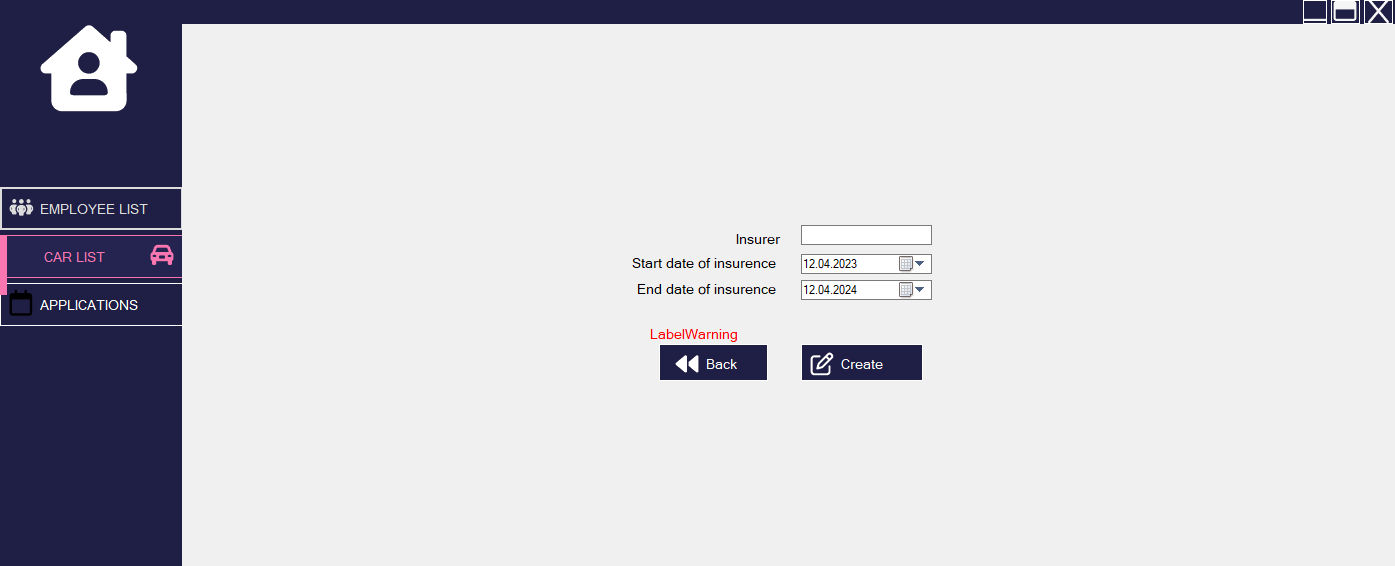 EMPLOYEE LIST
CAR LIST
APPLICATIONS
Insurer
Start date of insurence 12.04.2023
End date of insurence 12.04.2024
LabelWarning
Back Create